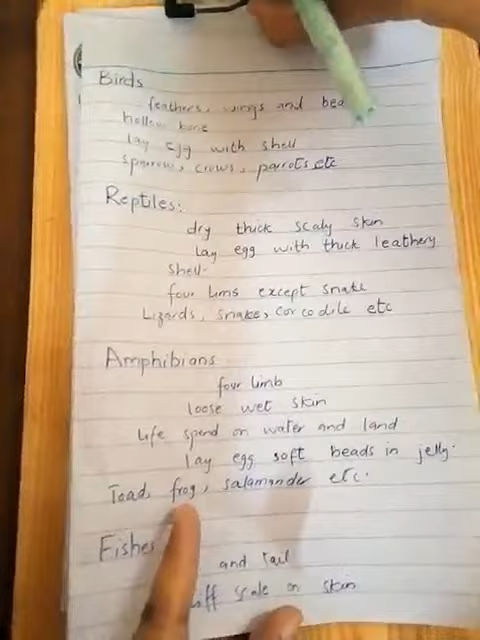 Birds
feathers, wings and bea
hollow bone
lay egg with shell
sparrow, crows, parrots etc
Reptiles:
dry thick scaly skin
Lay egg with thick leathery
shell.
four lims except snake
Lizards, snake, corcodile etc
Amphibians
four limb
loose wet skin
Life spend on water and land
lay egg soft beads in jelly.
Toad, frog, salamander etc.
Fishes
and tail
scale on skin